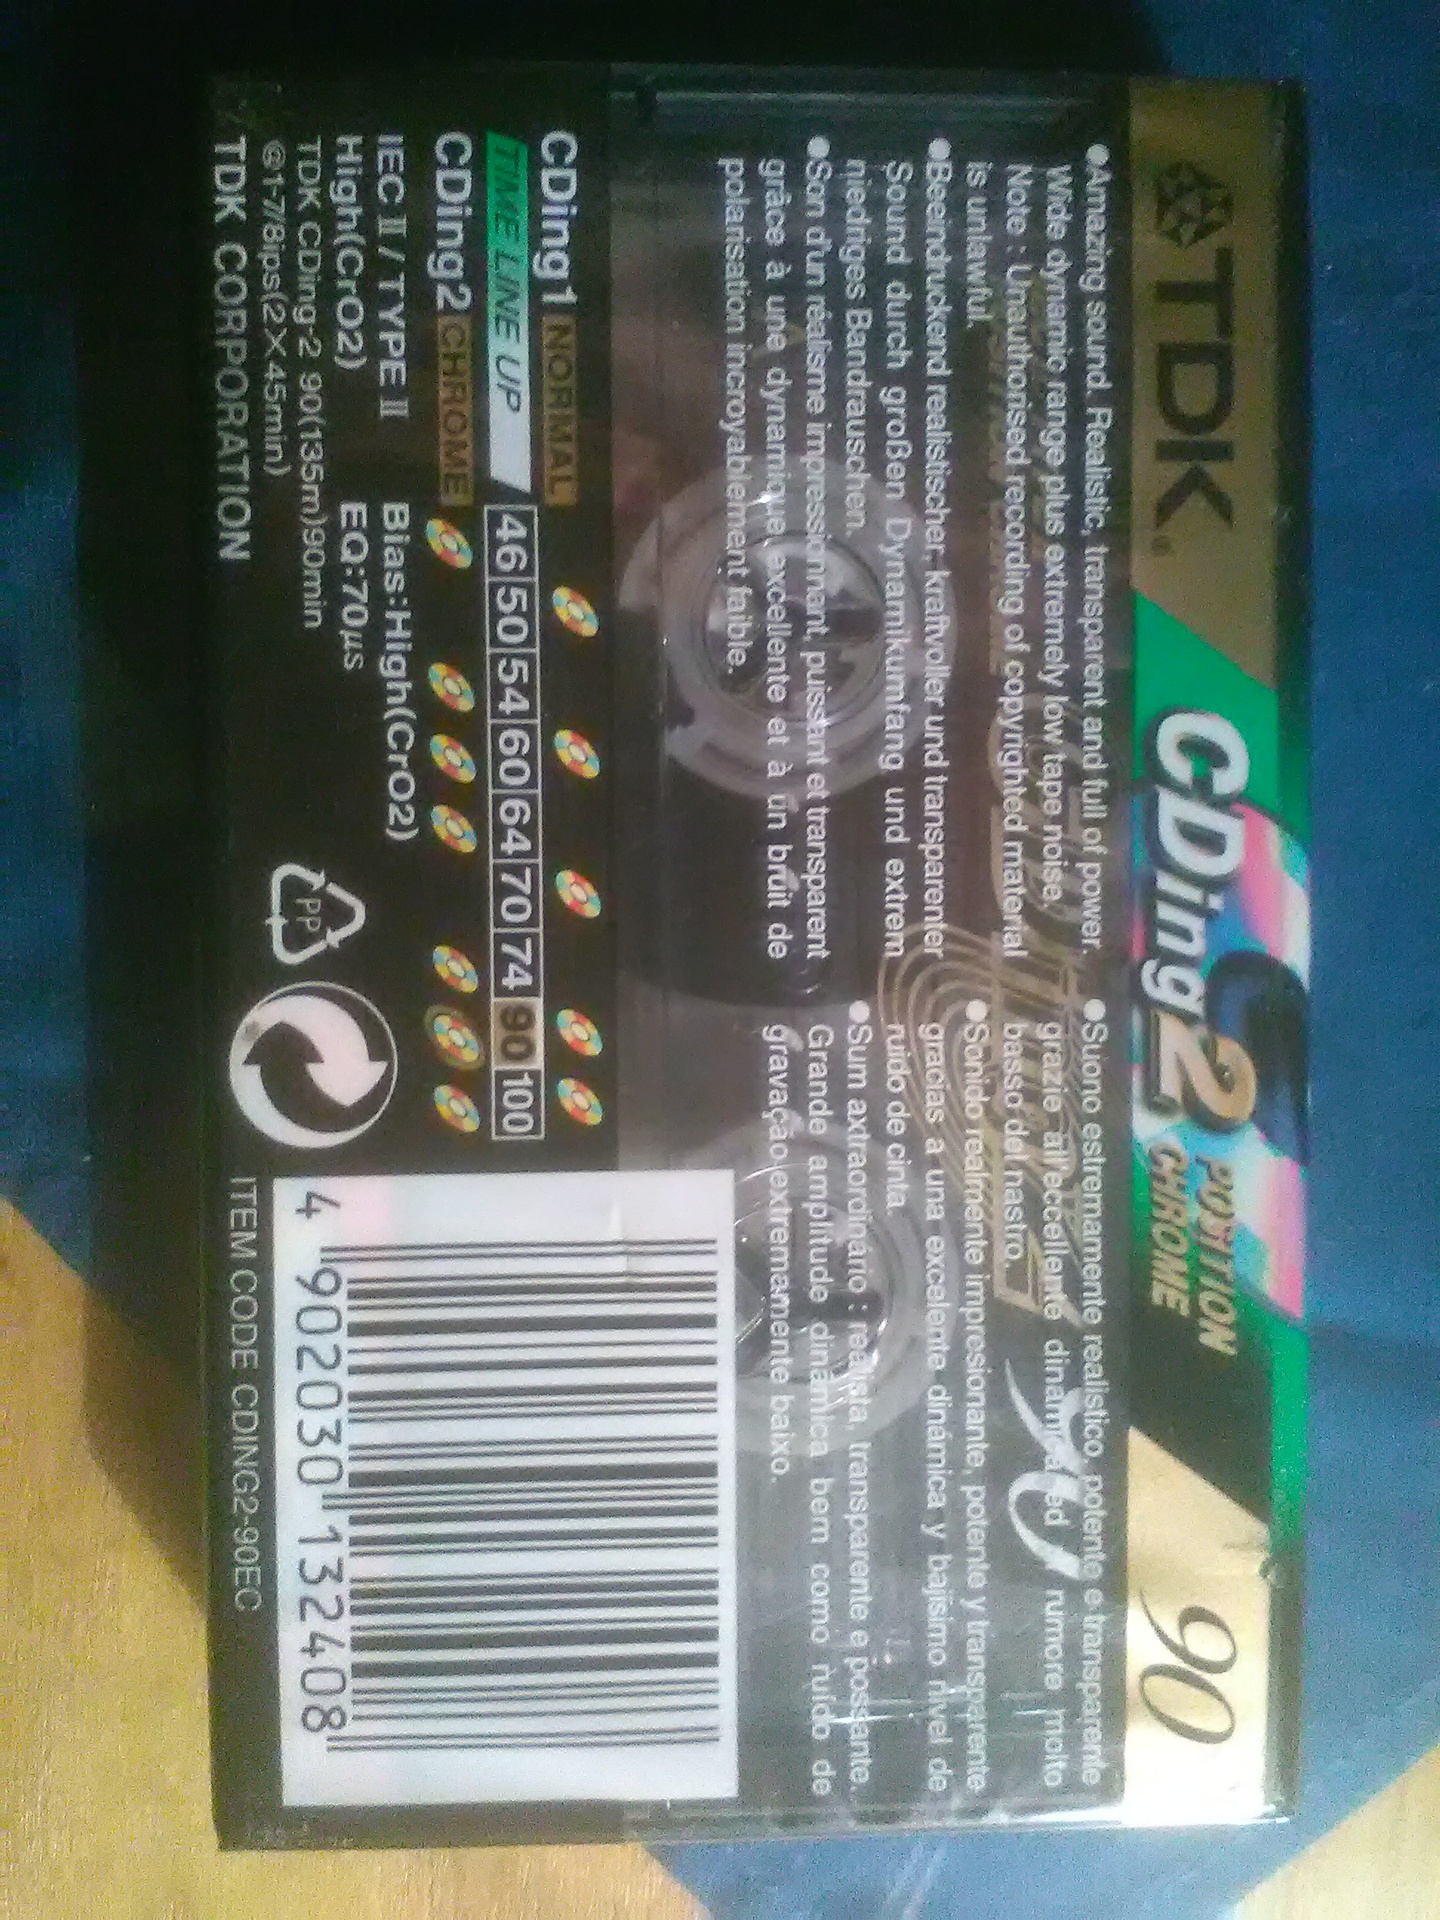 TDK
CDing2
POSITION
CHROME
90
●Amazing sound. Realistic, transparent and full of power.
Wide dynamic range plus extremely low tape noise.
Note : Unauthorised recording of copyrighted material
is unlawful.
●Beeindruckend realistischer, kraftvoller und transparenter
Sound durch großen Dynamikumfang und extrem
niedriges Bandrauschen.
●Son d'un réalisme impressionnant, puissant et transparent
grâce à une dynamique excellente et à un bruit de
polarisation incroyablement faible.
●Suono estremamente realistico, potente e transparente
grazie all'eccellente dinamica ed rumore molto
basso del nastro.
●Sonido realmente impresionante, potente y transparente
gracias a una excelente dinámica y bajísimo nivel de
ruido de cinta.
●Sum axtraordinário : realista, transparente e possante.
Grande amplitude dinâmica bem como ruído de
gravação extremamente baixo.
90
CDing1 NORMAL
TIME LINE UP 46 50 54 60 64 70 74 90 100
CDing2 CHROME
IEC II / TYPE II Bias:High(CrO2)
High(CrO2) EQ:70μs
TDK CDing-2 90(135m)90min
@1-7/8ips(2×45min)
TDK CORPORATION
PP
4 902030 132408
ITEM CODE CDING2-90EC